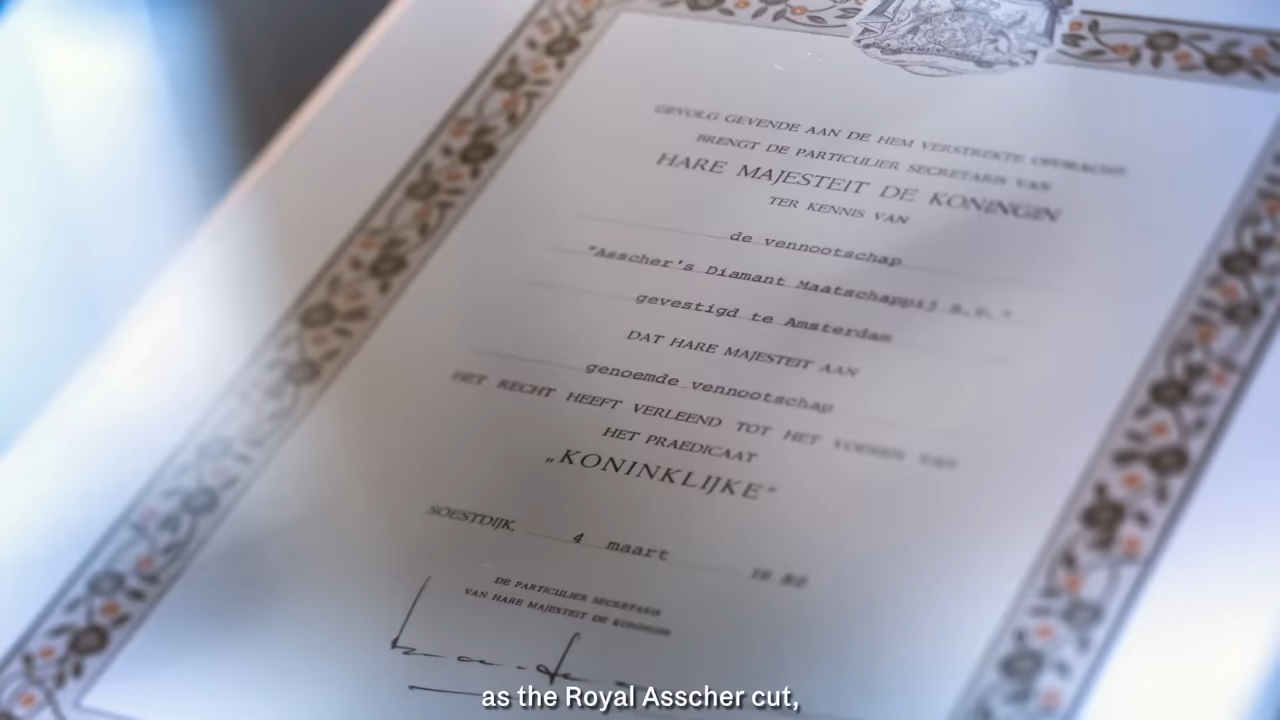 GEVOLG GEVENDE AAN DE HEM VERSTREKTE OPDRACHT
BRENGT DE PARTICULIER SECRETARIS VAN
HARE MAJESTEIT DE KONINGIN
TER KENNIS VAN
de vennootschap
"Asscher's Diamant Maatschappij B.V."
gevestigd te Amsterdam
DAT HARE MAJESTEIT AAN
genoemde vennootschap
HET RECHT HEEFT VERLEEND TOT HET VOEREN VAN
HET PRAEDICAAT
„KONINKLIJKE"
SOESTDIJK, 4 maart 19 80
DE PARTICULIER SECRETARIS
VAN HARE MAJESTEIT DE KONINGIN
as the Royal Asscher cut,